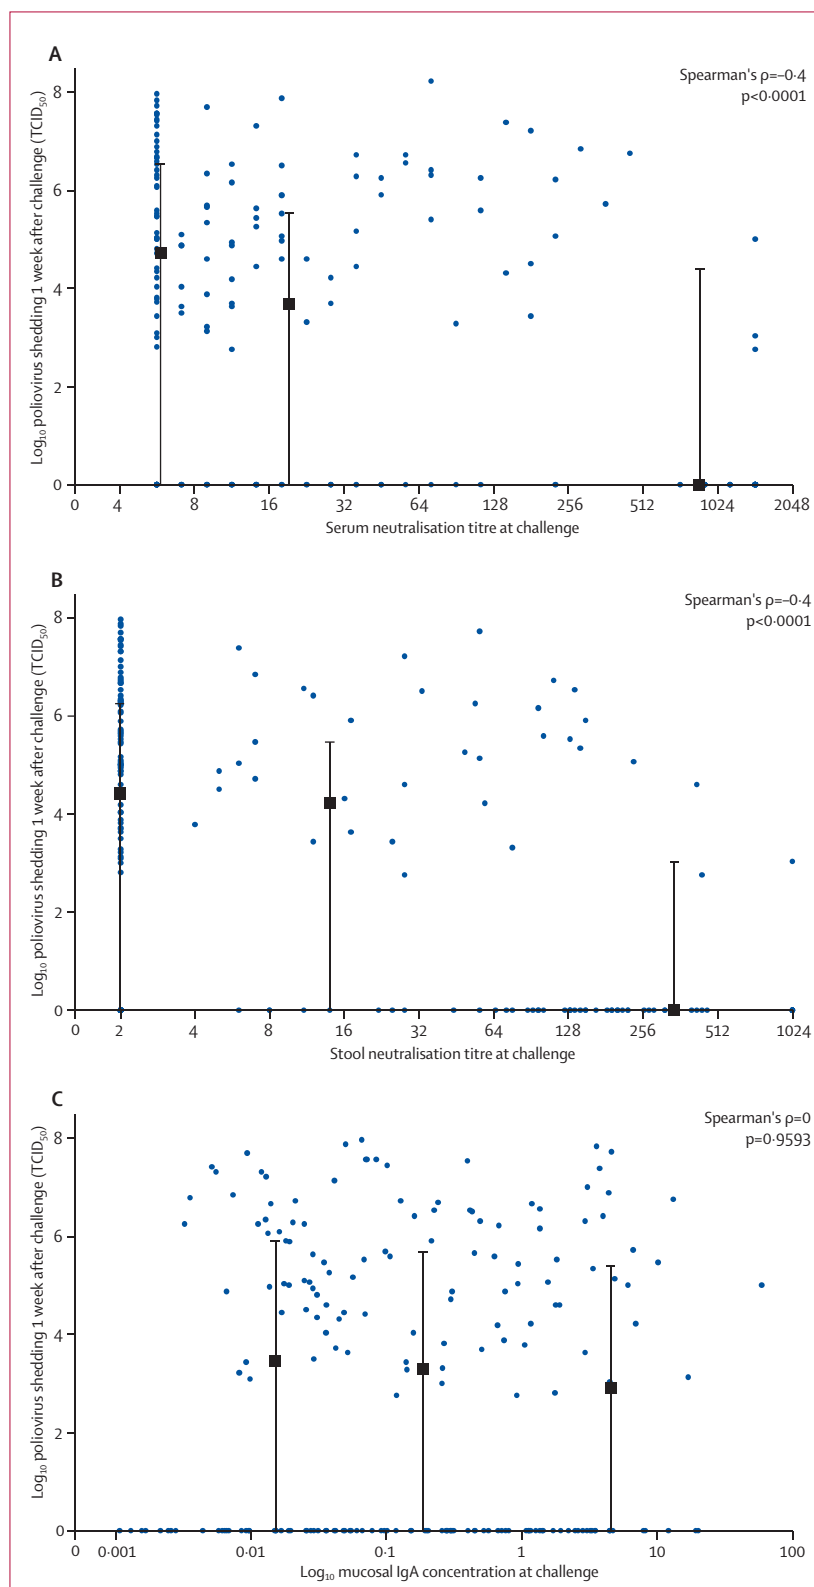 A
Spearman's ρ=–0·4
p<0·0001
Log₁₀ poliovirus shedding 1 week after challenge (TCID₅₀)
8
6
4
2
0
0 4 8 16 32 64 128 256 512 1024 2048
Serum neutralisation titre at challenge
B
Spearman's ρ=–0·4
p<0·0001
Log₁₀ poliovirus shedding 1 week after challenge (TCID₅₀)
8
6
4
2
0
0 2 4 8 16 32 64 128 256 512 1024
Stool neutralisation titre at challenge
C
Spearman's ρ=0
p=0·9593
Log₁₀ poliovirus shedding 1 week after challenge (TCID₅₀)
8
6
4
2
0
0 0·001 0·01 0·1 1 10 100
Log₁₀ mucosal IgA concentration at challenge